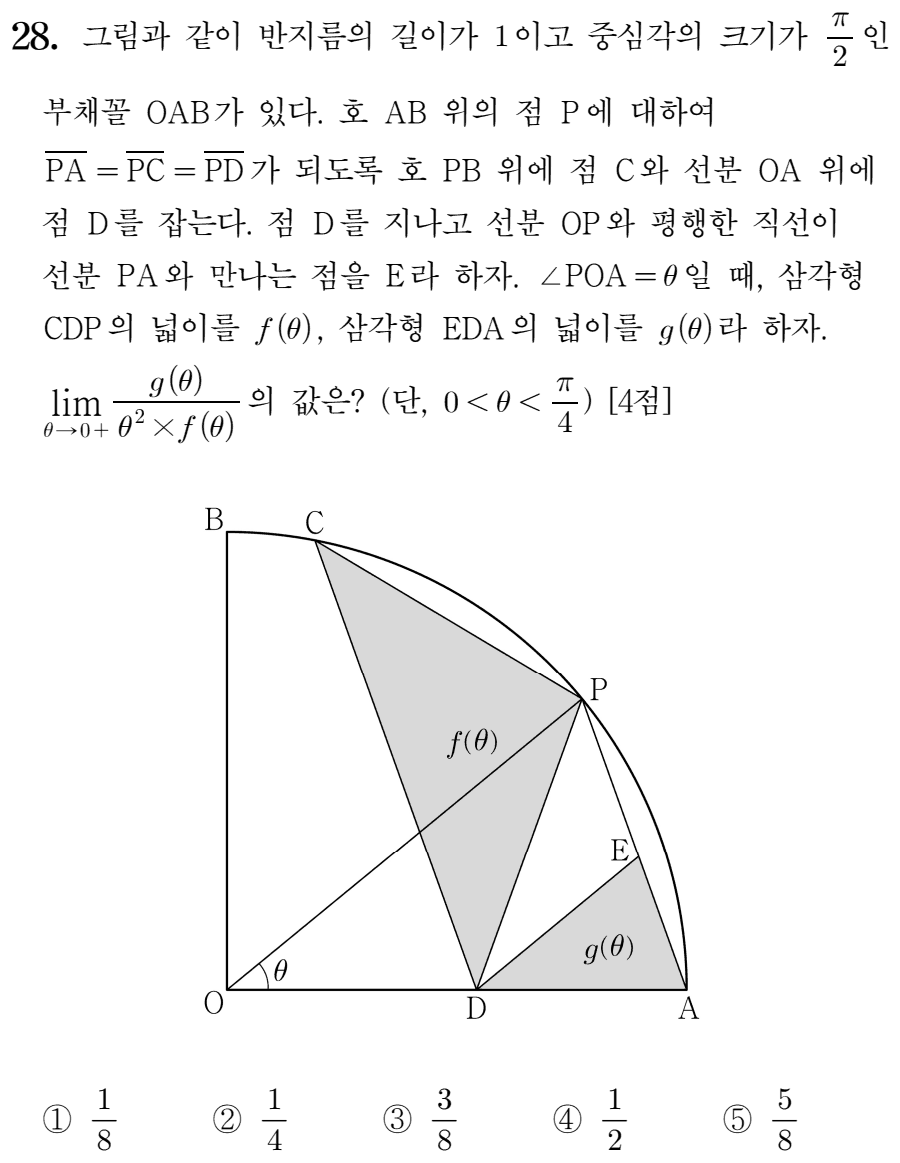 28. 그림과 같이 반지름의 길이가 1이고 중심각의 크기가 π/2 인
부채꼴 OAB가 있다. 호 AB 위의 점 P에 대하여
\overline{PA} = \overline{PC} = \overline{PD}가 되도록 호 PB 위에 점 C와 선분 OA 위에
점 D를 잡는다. 점 D를 지나고 선분 OP와 평행한 직선이
선분 PA와 만나는 점을 E라 하자. ∠POA = θ일 때, 삼각형
CDP의 넓이를 f(θ), 삼각형 EDA의 넓이를 g(θ)라 하자.
lim_{θ→0+} g(θ)/(θ² × f(θ)) 의 값은? (단, 0 < θ < π/4) [4점]
B
C
P
f(θ)
E
g(θ)
θ
O
D
A
① 1/8 ② 1/4 ③ 3/8 ④ 1/2 ⑤ 5/8